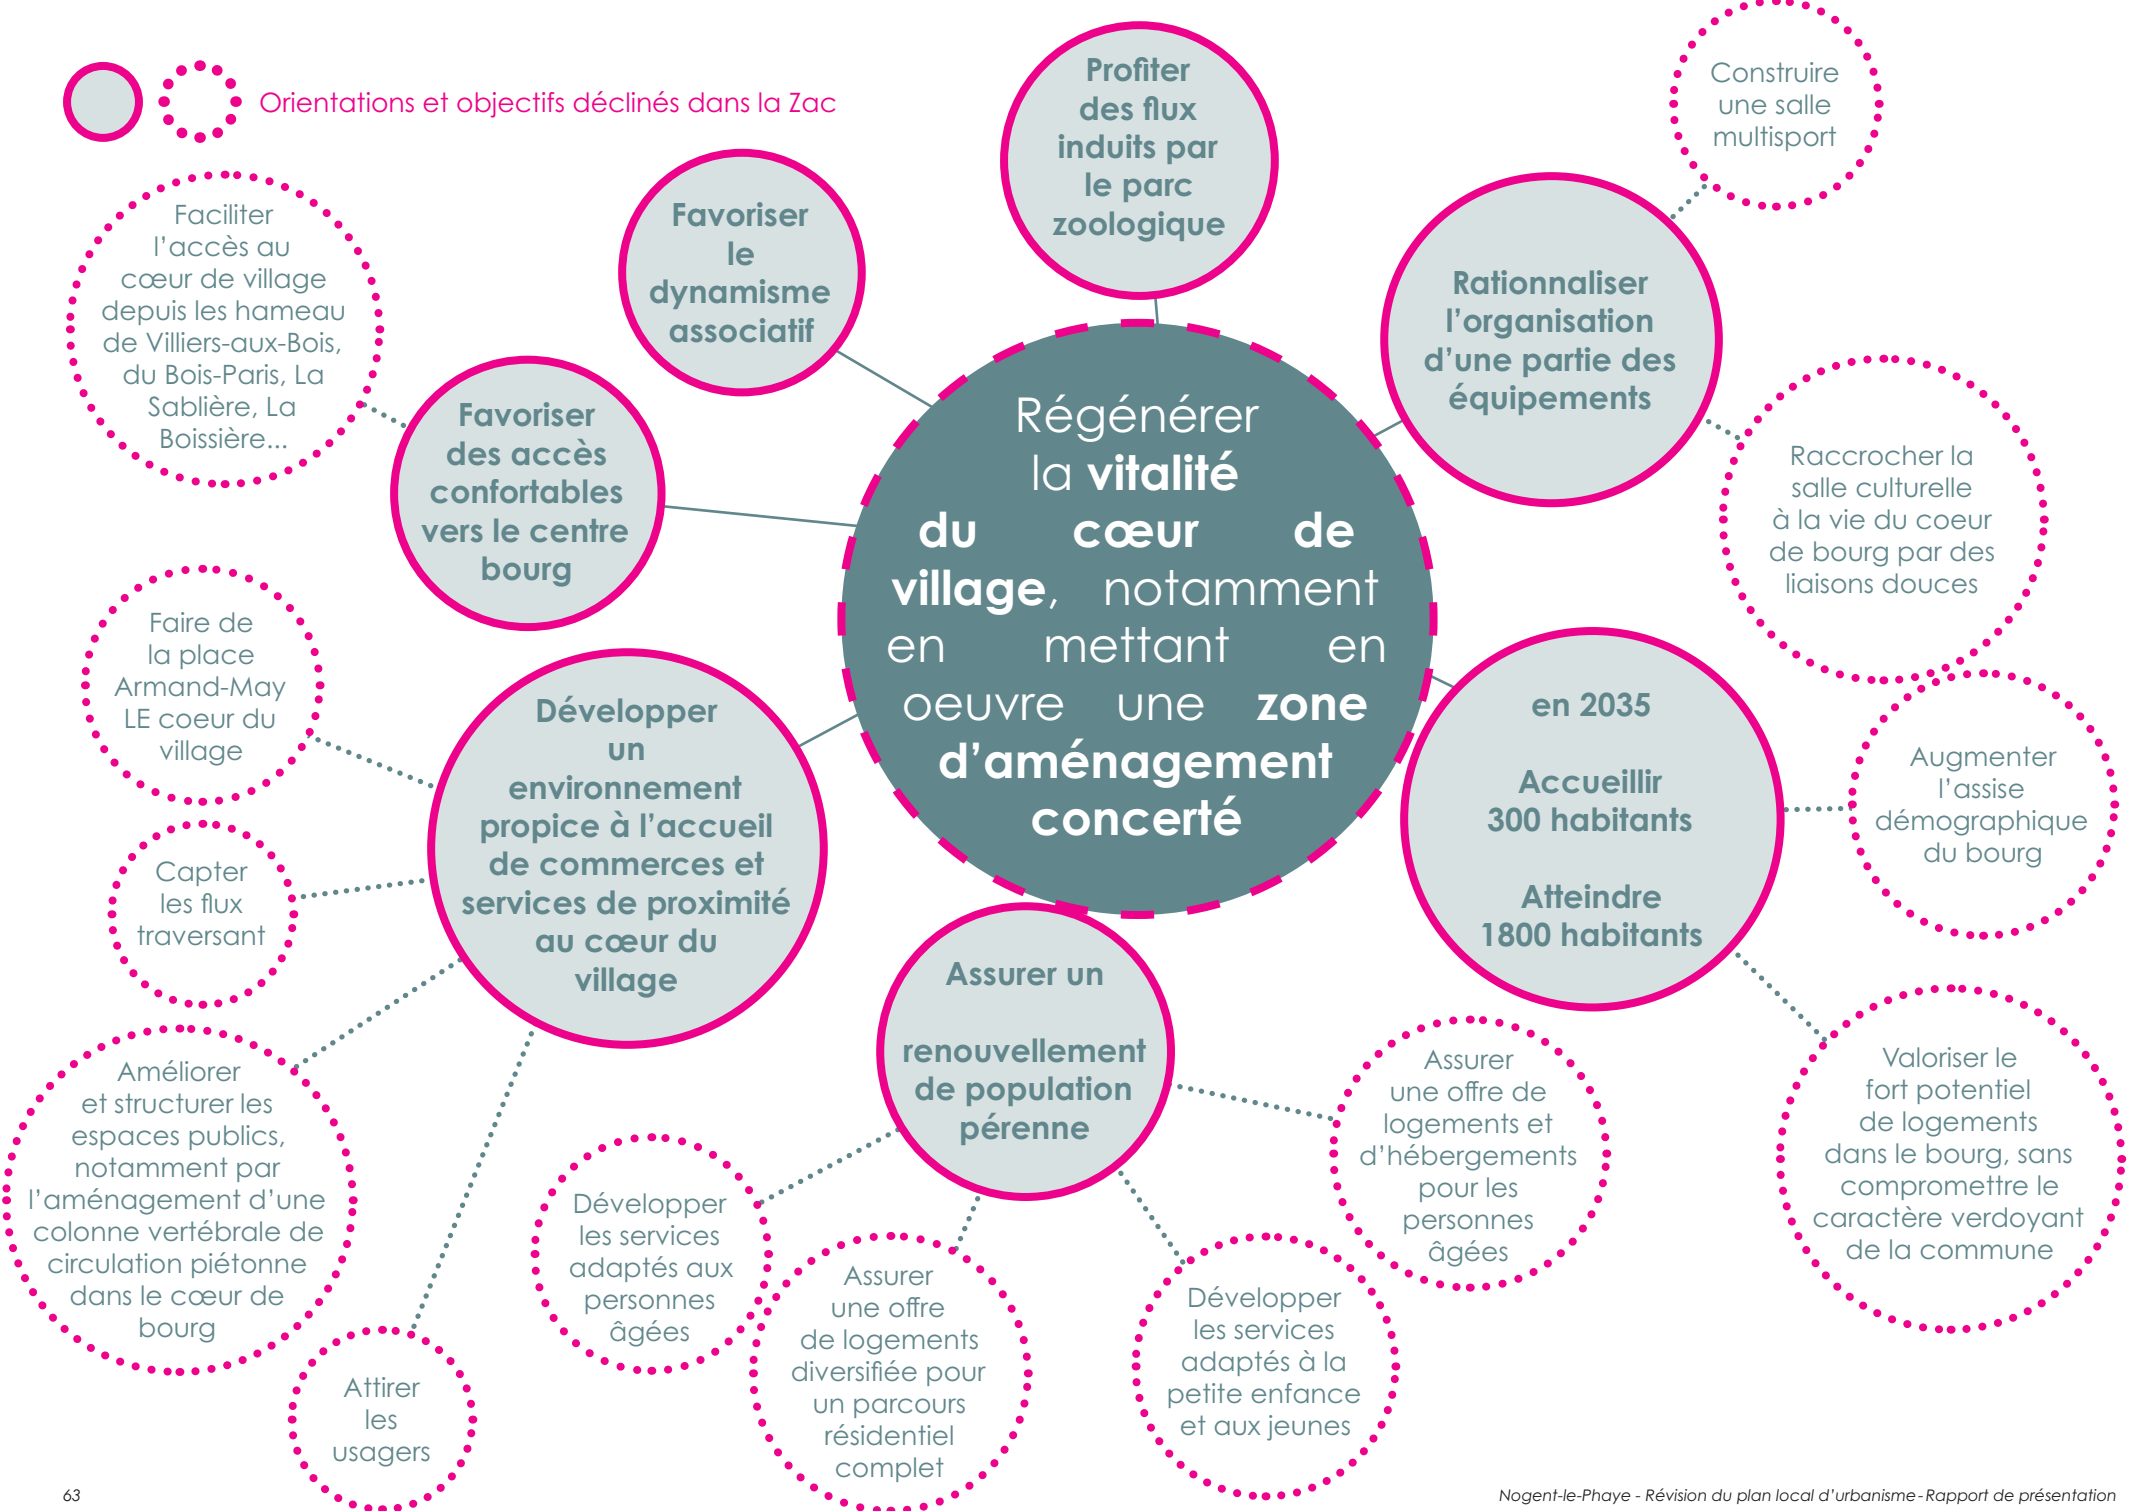 Orientations et objectifs déclinés dans la Zac
Profiter
des flux
induits par
le parc
zoologique
Construire
une salle
multisport
Favoriser
le
dynamisme
associatif
Faciliter
l'accès au
cœur de village
depuis les hameau
de Villiers-aux-Bois,
du Bois-Paris, La
Sablière, La
Boissière...
Rationnaliser
l'organisation
d'une partie des
équipements
Favoriser
des accès
confortables
vers le centre
bourg
Régénérer
la vitalité
du cœur de
village, notamment
en mettant en
oeuvre une zone
d'aménagement
concerté
Raccrocher la
salle culturelle
à la vie du coeur
de bourg par des
liaisons douces
Faire de
la place
Armand-May
LE coeur du
village
Développer
un
environnement
propice à l'accueil
de commerces et
services de proximité
au cœur du
village
en 2035
Accueillir
300 habitants
Atteindre
1800 habitants
Augmenter
l'assise
démographique
du bourg
Capter
les flux
traversant
Assurer un
renouvellement
de population
pérenne
Améliorer
et structurer les
espaces publics,
notamment par
l'aménagement d'une
colonne vertébrale de
circulation piétonne
dans le cœur de
bourg
Assurer
une offre de
logements et
d'hébergements
pour les
personnes
âgées
Valoriser le
fort potentiel
de logements
dans le bourg, sans
compromettre le
caractère verdoyant
de la commune
Développer
les services
adaptés aux
personnes
âgées
Assurer
une offre
de logements
diversifiée pour
un parcours
résidentiel
complet
Développer
les services
adaptés à la
petite enfance
et aux jeunes
Attirer
les
usagers
63
Nogent-le-Phaye - Révision du plan local d'urbanisme - Rapport de présentation